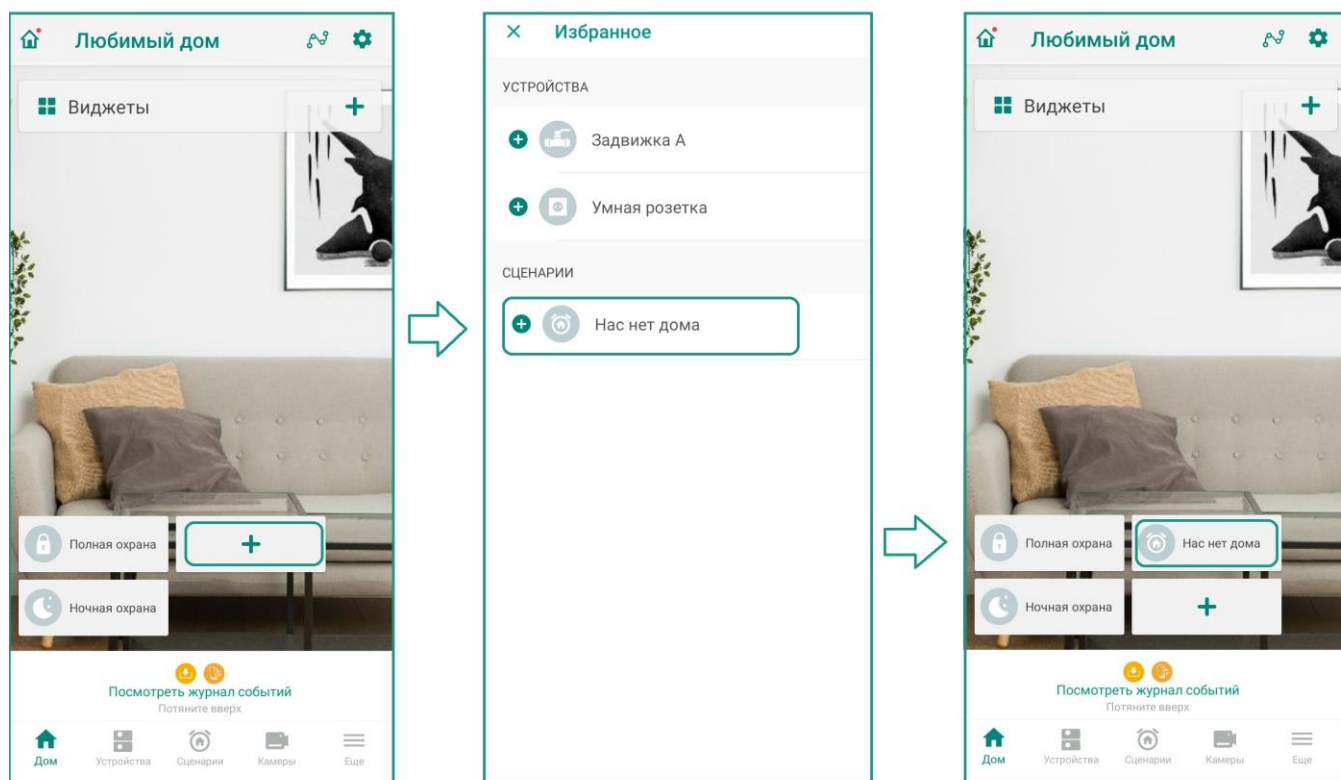 Любимый дом
Виджеты
Полная охрана
Ночная охрана
Посмотреть журнал событий
Потяните вверх
Дом
Устройства
Сценарии
Камеры
Еще
Избранное
УСТРОЙСТВА
Задвижка А
Умная розетка
СЦЕНАРИИ
Нас нет дома
Любимый дом
Виджеты
Полная охрана
Нас нет дома
Ночная охрана
Посмотреть журнал событий
Потяните вверх
Дом
Устройства
Сценарии
Камеры
Еще